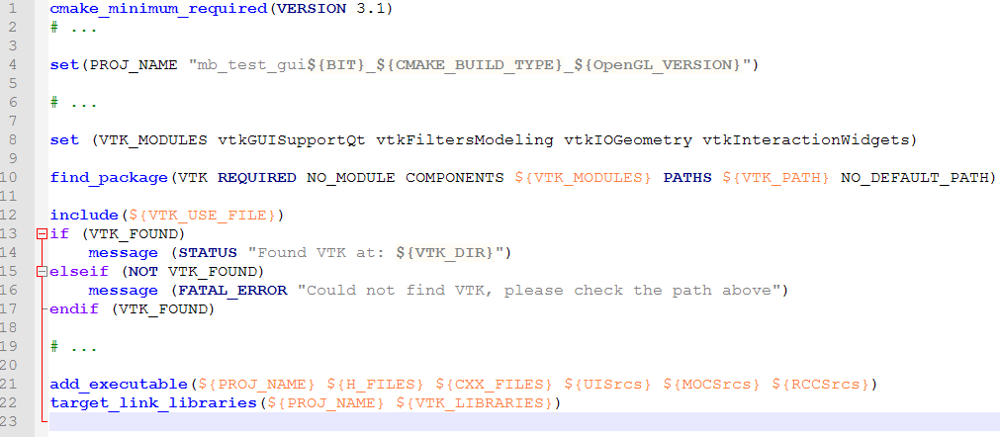 1 cmake_minimum_required(VERSION 3.1)
2 # ...
3
4 set(PROJ_NAME "mb_test_gui${BIT}_${CMAKE_BUILD_TYPE}_${OpenGL_VERSION}")
5
6 # ...
7
8 set (VTK_MODULES vtkGUISupportQt vtkFiltersModeling vtkIOGeometry vtkInteractionWidgets)
9
10 find_package(VTK REQUIRED NO_MODULE COMPONENTS ${VTK_MODULES} PATHS ${VTK_PATH} NO_DEFAULT_PATH)
11
12 include(${VTK_USE_FILE})
13 if (VTK_FOUND)
14 message (STATUS "Found VTK at: ${VTK_DIR}")
15 elseif (NOT VTK_FOUND)
16 message (FATAL_ERROR "Could not find VTK, please check the path above")
17 endif (VTK_FOUND)
18
19 # ...
20
21 add_executable(${PROJ_NAME} ${H_FILES} ${CXX_FILES} ${UISrcs} ${MOCSrcs} ${RCCSrcs})
22 target_link_libraries(${PROJ_NAME} ${VTK_LIBRARIES})
23